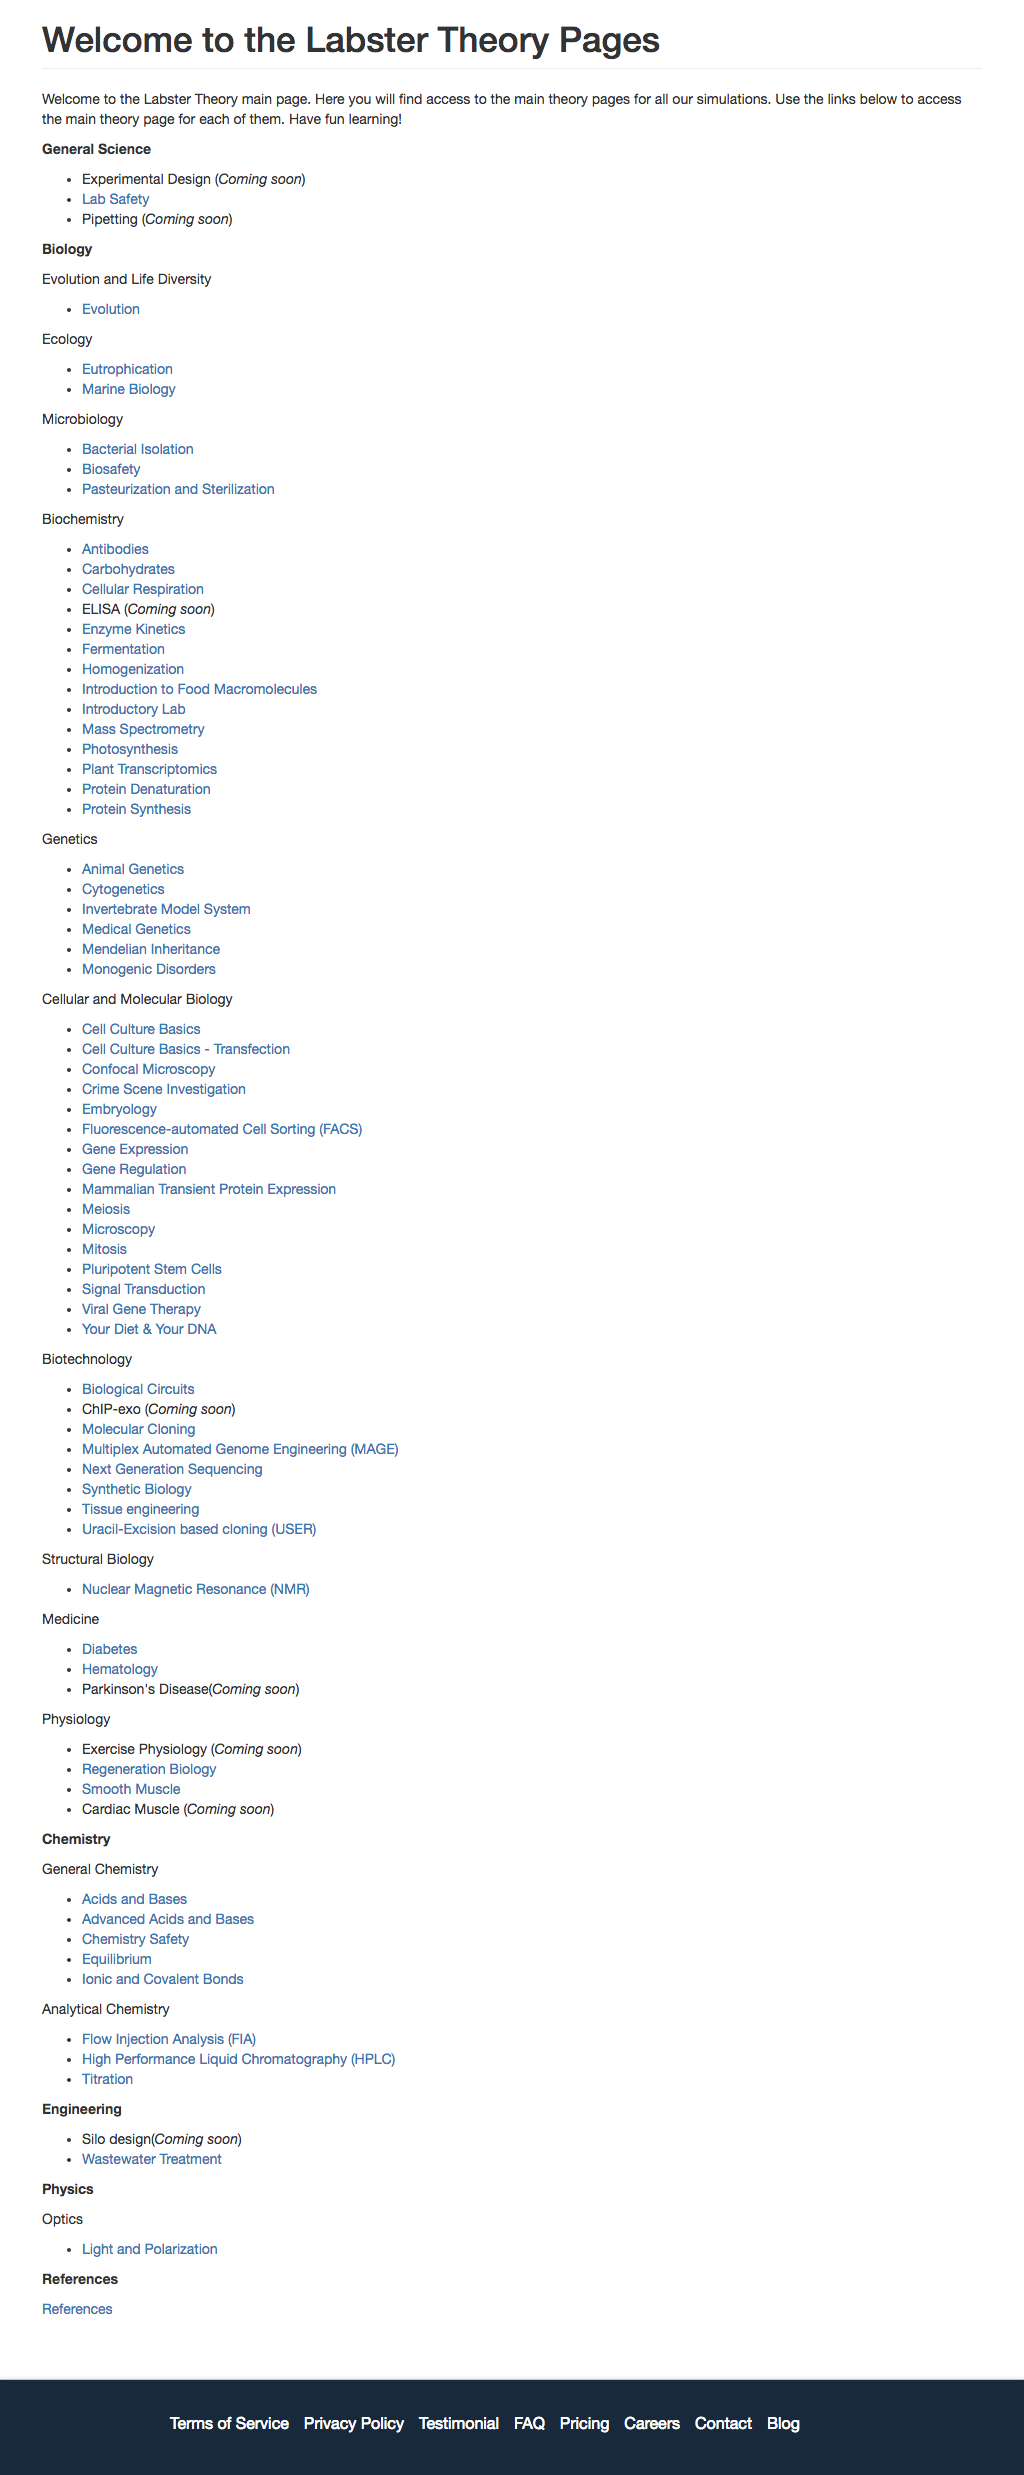 Welcome to the Labster Theory Pages
Welcome to the Labster Theory main page. Here you will find access to the main theory pages for all our simulations. Use the links below to access
the main theory page for each of them. Have fun learning!
General Science
• Experimental Design (Coming soon)
• Lab Safety
• Pipetting (Coming soon)
Biology
Evolution and Life Diversity
• Evolution
Ecology
• Eutrophication
• Marine Biology
Microbiology
• Bacterial Isolation
• Biosafety
• Pasteurization and Sterilization
Biochemistry
• Antibodies
• Carbohydrates
• Cellular Respiration
• ELISA (Coming soon)
• Enzyme Kinetics
• Fermentation
• Homogenization
• Introduction to Food Macromolecules
• Introductory Lab
• Mass Spectrometry
• Photosynthesis
• Plant Transcriptomics
• Protein Denaturation
• Protein Synthesis
Genetics
• Animal Genetics
• Cytogenetics
• Invertebrate Model System
• Medical Genetics
• Mendelian Inheritance
• Monogenic Disorders
Cellular and Molecular Biology
• Cell Culture Basics
• Cell Culture Basics - Transfection
• Confocal Microscopy
• Crime Scene Investigation
• Embryology
• Fluorescence-automated Cell Sorting (FACS)
• Gene Expression
• Gene Regulation
• Mammalian Transient Protein Expression
• Meiosis
• Microscopy
• Mitosis
• Pluripotent Stem Cells
• Signal Transduction
• Viral Gene Therapy
• Your Diet & Your DNA
Biotechnology
• Biological Circuits
• ChIP-exo (Coming soon)
• Molecular Cloning
• Multiplex Automated Genome Engineering (MAGE)
• Next Generation Sequencing
• Synthetic Biology
• Tissue engineering
• Uracil-Excision based cloning (USER)
Structural Biology
• Nuclear Magnetic Resonance (NMR)
Medicine
• Diabetes
• Hematology
• Parkinson's Disease(Coming soon)
Physiology
• Exercise Physiology (Coming soon)
• Regeneration Biology
• Smooth Muscle
• Cardiac Muscle (Coming soon)
Chemistry
General Chemistry
• Acids and Bases
• Advanced Acids and Bases
• Chemistry Safety
• Equilibrium
• Ionic and Covalent Bonds
Analytical Chemistry
• Flow Injection Analysis (FIA)
• High Performance Liquid Chromatography (HPLC)
• Titration
Engineering
• Silo design(Coming soon)
• Wastewater Treatment
Physics
Optics
• Light and Polarization
References
References
Terms of Service Privacy Policy Testimonial FAQ Pricing Careers Contact Blog